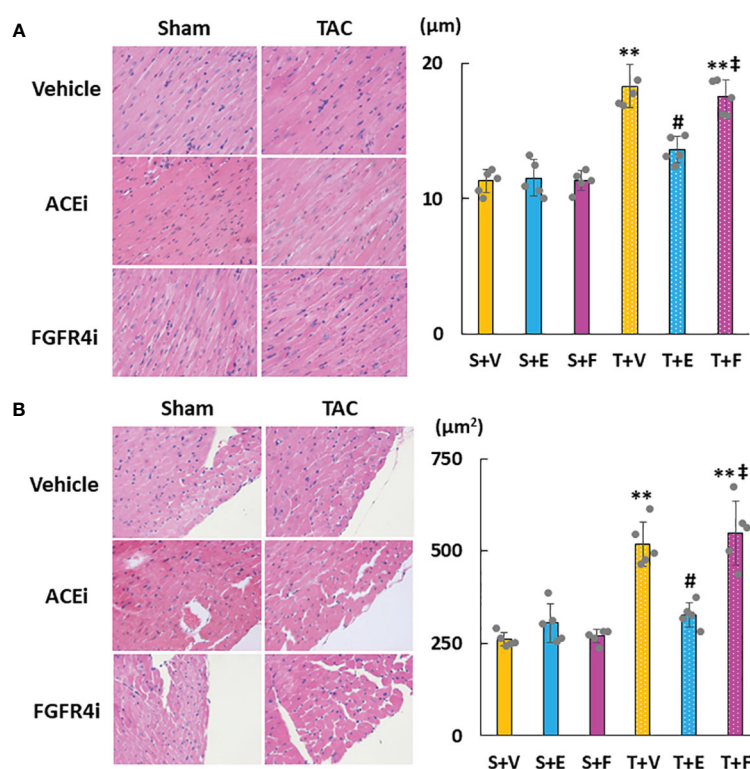 A
Sham TAC (μm)
Vehicle
ACEi
FGFR4i
20
10
0
** # **‡
S+V S+E S+F T+V T+E T+F
B
Sham TAC (μm²)
Vehicle
ACEi
FGFR4i
750
500
250
0
** # **‡
S+V S+E S+F T+V T+E T+F